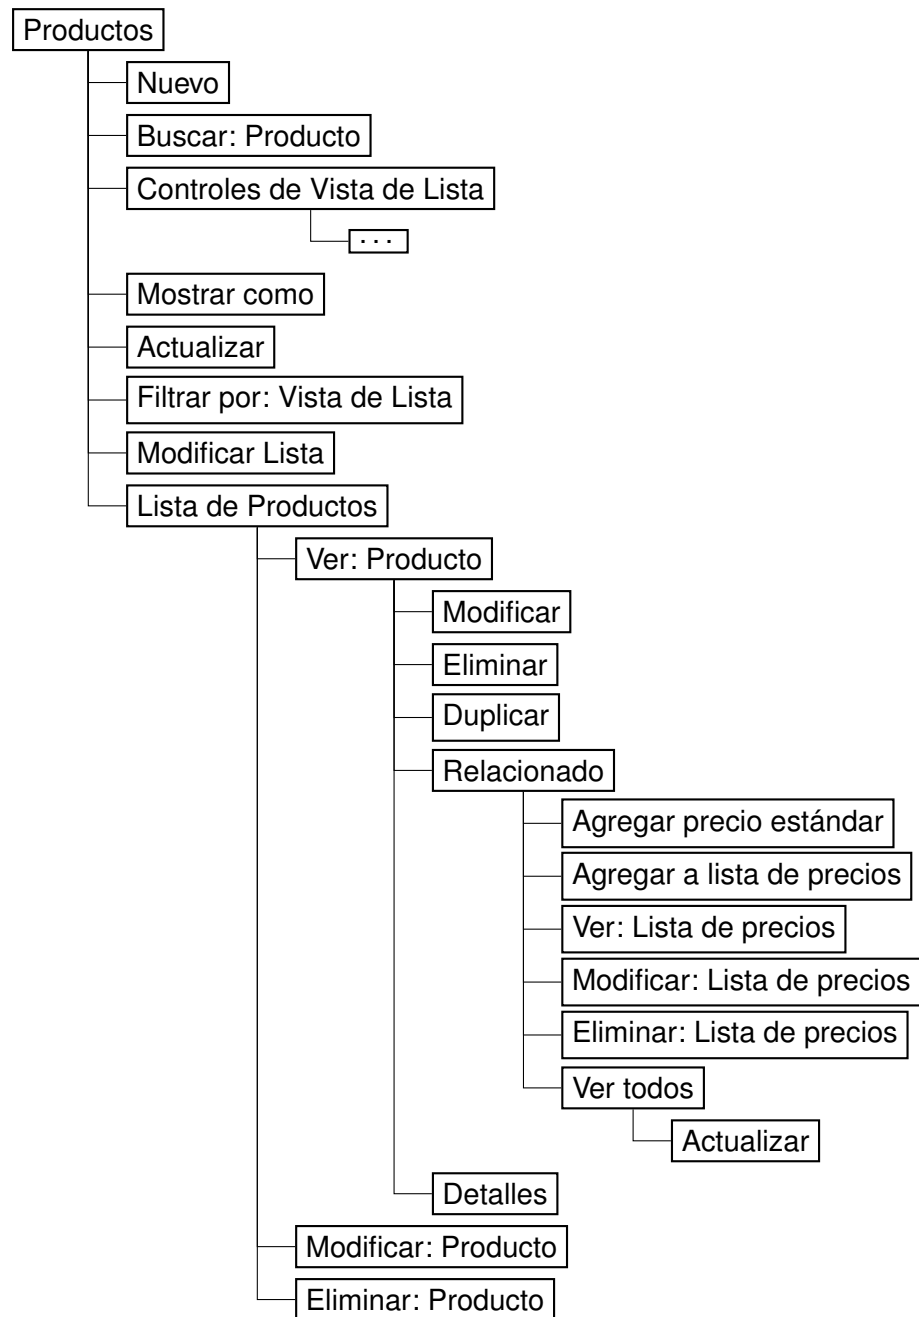 Productos
Nuevo
Buscar: Producto
Controles de Vista de Lista
...
Mostrar como
Actualizar
Filtrar por: Vista de Lista
Modificar Lista
Lista de Productos
Ver: Producto
Modificar
Eliminar
Duplicar
Relacionado
Agregar precio estándar
Agregar a lista de precios
Ver: Lista de precios
Modificar: Lista de precios
Eliminar: Lista de precios
Ver todos
Actualizar
Detalles
Modificar: Producto
Eliminar: Producto